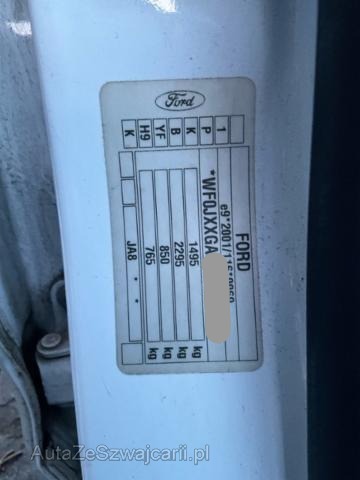 Ford
1 P K B YF H9 K
FORD
e9*2001/116*0069
*WF0JXXGA
1495 kg
2295 kg
850 kg
765 kg
JA8
AutaZeSzwajcarii.pl